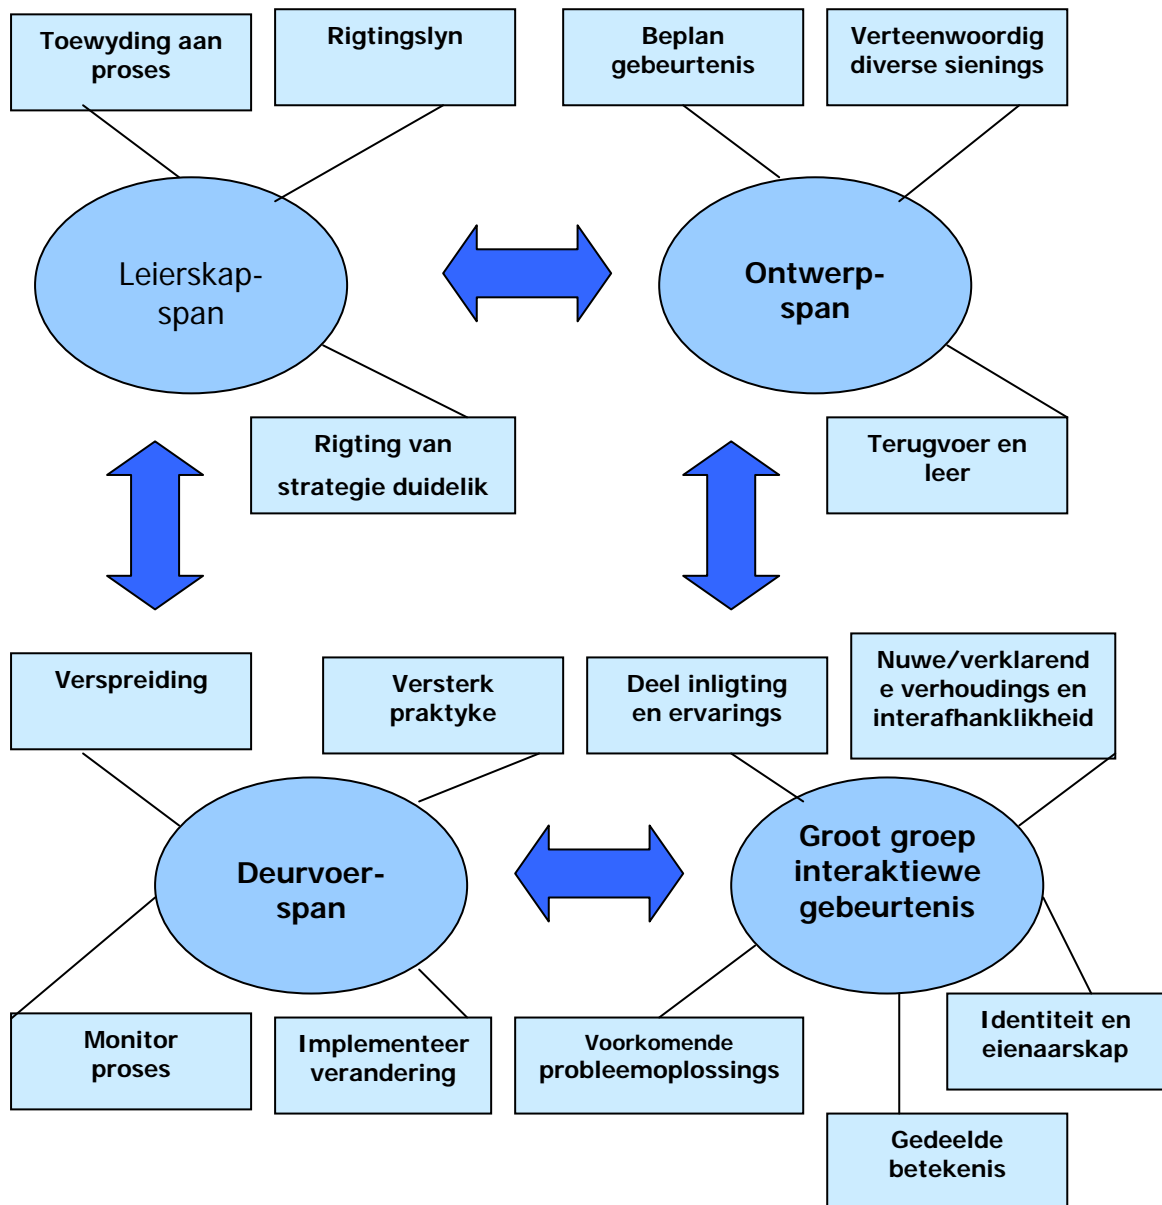 Toewyding aan
proses
Rigtingslyn
Beplan
gebeurtenis
Verteenwoordig
diverse sienings
Leierskap-
span
Ontwerp-
span
Rigting van
strategie duidelik
Terugvoer en
leer
Verspreiding
Versterk
praktyke
Deel inligting
en ervarings
Nuwe/verklarend
e verhoudings en
interafhanklikheid
Deurvoer-
span
Groot groep
interaktiewe
gebeurtenis
Monitor
proses
Implementeer
verandering
Voorkomende
probleemoplossings
Identiteit en
eienaarskap
Gedeelde
betekenis